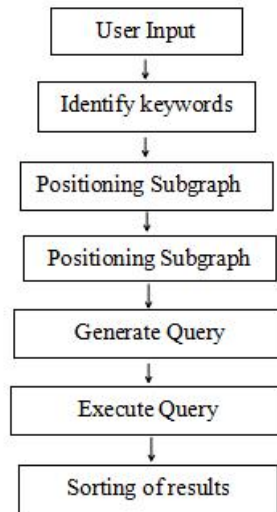 User Input
Identify keywords
Positioning Subgraph
Positioning Subgraph
Generate Query
Execute Query
Sorting of results